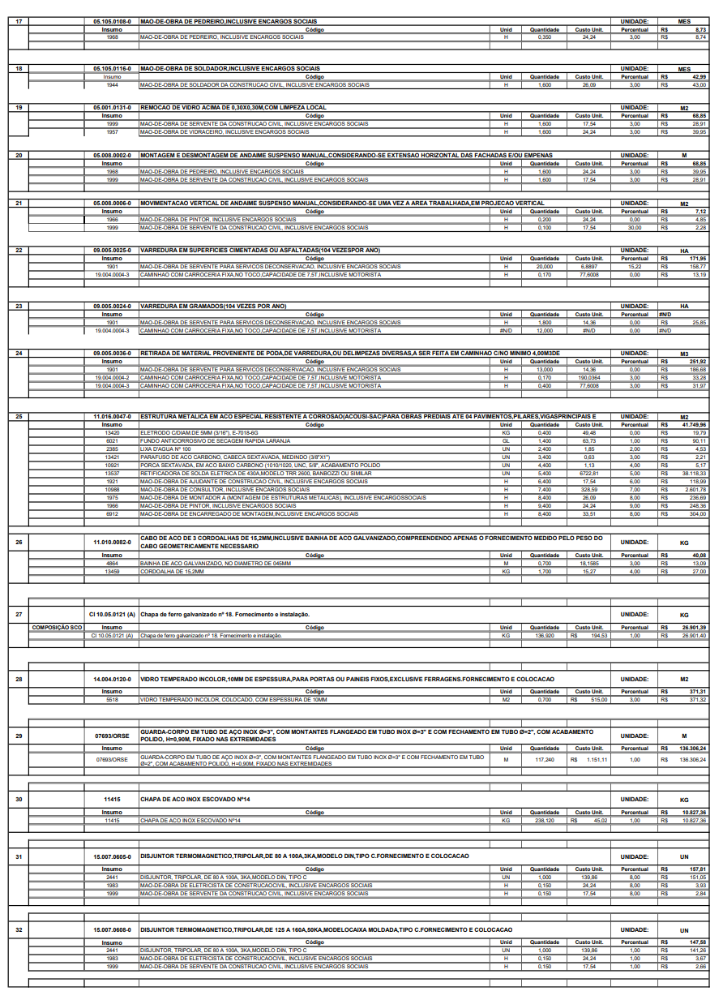 17 05.105.0108-0 MAO-DE-OBRA DE PEDREIRO,INCLUSIVE ENCARGOS SOCIAIS UNIDADE: MES
Insumo Código Unid Quantidade Custo Unit. Percentual R$ 8,73
1968 MAO-DE-OBRA DE PEDREIRO, INCLUSIVE ENCARGOS SOCIAIS H 0,350 24,24 3,00 R$ 8,74
18 05.105.0116-0 MAO-DE-OBRA DE SOLDADOR,INCLUSIVE ENCARGOS SOCIAIS UNIDADE: MES
Insumo Código Unid Quantidade Custo Unit. Percentual R$ 42,99
1944 MAO-DE-OBRA DE SOLDADOR DA CONSTRUCAO CIVIL, INCLUSIVE ENCARGOS SOCIAIS H 1,600 26,09 3,00 R$ 43,00
19 05.001.0131-0 REMOCAO DE VIDRO ACIMA DE 0,30X0,30M,COM LIMPEZA LOCAL UNIDADE: M2
Insumo Código Unid Quantidade Custo Unit. Percentual R$ 68,85
1999 MAO-DE-OBRA DE SERVENTE DA CONSTRUCAO CIVIL, INCLUSIVE ENCARGOS SOCIAIS H 1,600 17,54 3,00 R$ 28,91
1957 MAO-DE-OBRA DE VIDRACEIRO, INCLUSIVE ENCARGOS SOCIAIS H 1,600 24,24 3,00 R$ 39,95
20 05.008.0002-0 MONTAGEM E DESMONTAGEM DE ANDAIME SUSPENSO MANUAL,CONSIDERANDO-SE EXTENSAO HORIZONTAL DAS FACHADAS E/OU EMPENAS UNIDADE: M
Insumo Código Unid Quantidade Custo Unit. Percentual R$ 68,85
1968 MAO-DE-OBRA DE PEDREIRO, INCLUSIVE ENCARGOS SOCIAIS H 1,600 24,24 3,00 R$ 39,95
1999 MAO-DE-OBRA DE SERVENTE DA CONSTRUCAO CIVIL, INCLUSIVE ENCARGOS SOCIAIS H 1,600 17,54 3,00 R$ 28,91
21 05.008.0006-0 MOVIMENTACAO VERTICAL DE ANDAIME SUSPENSO MANUAL,CONSIDERANDO-SE UMA VEZ A AREA TRABALHADA,EM PROJECAO VERTICAL UNIDADE: M2
Insumo Código Unid Quantidade Custo Unit. Percentual R$ 7,12
1966 MAO-DE-OBRA DE PINTOR, INCLUSIVE ENCARGOS SOCIAIS H 0,200 24,24 0,00 R$ 4,85
1999 MAO-DE-OBRA DE SERVENTE DA CONSTRUCAO CIVIL, INCLUSIVE ENCARGOS SOCIAIS H 0,100 17,54 30,00 R$ 2,28
22 09.005.0025-0 VARREDURA EM SUPERFICIES CIMENTADAS OU ASFALTADAS(104 VEZESPOR ANO) UNIDADE: HA
Insumo Código Unid Quantidade Custo Unit. Percentual R$ 171,95
1901 MAO-DE-OBRA DE SERVENTE PARA SERVICOS DECONSERVACAO, INCLUSIVE ENCARGOS SOCIAIS H 20,000 6,8897 15,22 R$ 158,77
19.004.0004-3 CAMINHAO COM CARROCERIA FIXA,NO TOCO,CAPACIDADE DE 7,5T,INCLUSIVE MOTORISTA H 0,170 77,6008 0,00 R$ 13,19
23 09.005.0024-0 VARREDURA EM GRAMADOS(104 VEZES POR ANO) UNIDADE: HA
Insumo Código Unid Quantidade Custo Unit. Percentual #N/D
1901 MAO-DE-OBRA DE SERVENTE PARA SERVICOS DECONSERVACAO, INCLUSIVE ENCARGOS SOCIAIS H 1,800 14,36 0,00 R$ 25,85
19.004.0004-3 CAMINHAO COM CARROCERIA FIXA,NO TOCO,CAPACIDADE DE 7,5T,INCLUSIVE MOTORISTA #N/D 12,000 #N/D 0,00 #N/D
24 09.005.0036-0 RETIRADA DE MATERIAL PROVENIENTE DE PODA,DE VARREDURA,OU DELIMPEZAS DIVERSAS,A SER FEITA EM CAMINHAO C/NO MINIMO 4,00M3DE UNIDADE: M3
Insumo Código Unid Quantidade Custo Unit. Percentual R$ 251,92
1901 MAO-DE-OBRA DE SERVENTE PARA SERVICOS DECONSERVACAO, INCLUSIVE ENCARGOS SOCIAIS H 13,000 14,36 0,00 R$ 186,68
19.004.0004-2 CAMINHAO COM CARROCERIA FIXA,NO TOCO,CAPACIDADE DE 7,5T,INCLUSIVE MOTORISTA H 0,170 190,0364 3,00 R$ 33,28
19.004.0004-3 CAMINHAO COM CARROCERIA FIXA,NO TOCO,CAPACIDADE DE 7,5T,INCLUSIVE MOTORISTA H 0,400 77,6008 3,00 R$ 31,97
25 11.016.0047-0 ESTRUTURA METALICA EM ACO ESPECIAL RESISTENTE A CORROSAO(ACOUSI-SAC)PARA OBRAS PREDIAIS ATE 04 PAVIMENTOS,PILARES,VIGASPRINCIPAIS E UNIDADE: M2
Insumo Código Unid Quantidade Custo Unit. Percentual R$ 41.749,96
13420 ELETRODO C/DIAM.DE 5MM (3/16"), E-7018-6G KG 0,400 49,48 0,00 R$ 19,79
6021 FUNDO ANTICORROSIVO DE SECAGEM RAPIDA LARANJA GL 1,400 63,73 1,00 R$ 90,11
2385 LIXA D'AGUA Nº 100 UN 2,400 1,85 2,00 R$ 4,53
13421 PARAFUSO DE ACO CARBONO, CABECA SEXTAVADA, MEDINDO (3/8"X1") UN 3,400 0,63 3,00 R$ 2,21
10921 PORCA SEXTAVADA, EM ACO BAIXO CARBONO (1010/1020, UNC, 5/8", ACABAMENTO POLIDO UN 4,400 1,13 4,00 R$ 5,17
13537 RETIFICADORA DE SOLDA ELETRICA DE 430A,MODELO TRR 2600, BANBOZZI OU SIMILAR UN 5,400 6722,81 5,00 R$ 38.118,33
1921 MAO-DE-OBRA DE AJUDANTE DE CONSTRUCAO CIVIL, INCLUSIVE ENCARGOS SOCIAIS H 6,400 17,54 6,00 R$ 118,99
10988 MAO-DE-OBRA DE CONSULTOR, INCLUSIVE ENCARGOS SOCIAIS H 7,400 328,59 7,00 R$ 2.601,78
1975 MAO-DE-OBRA DE MONTADOR A (MONTAGEM DE ESTRUTURAS METALICAS), INCLUSIVE ENCARGOSSOCIAIS H 8,400 26,09 8,00 R$ 236,69
1966 MAO-DE-OBRA DE PINTOR, INCLUSIVE ENCARGOS SOCIAIS H 9,400 24,24 9,00 R$ 248,36
6912 MAO-DE-OBRA DE ENCARREGADO DE MONTAGEM,INCLUSIVE ENCARGOS SOCIAIS H 8,400 33,51 8,00 R$ 304,00
26 11.010.0082-0 CABO DE ACO DE 3 CORDOALHAS DE 15,2MM,INCLUSIVE BAINHA DE ACO GALVANIZADO,COMPREENDENDO APENAS O FORNECIMENTO MEDIDO PELO PESO DO UNIDADE: KG
CABO GEOMETRICAMENTE NECESSARIO
Insumo Código Unid Quantidade Custo Unit. Percentual R$ 40,08
4864 BAINHA DE ACO GALVANIZADO, NO DIAMETRO DE 045MM M 0,700 18,1585 3,00 R$ 13,09
13459 CORDOALHA DE 15,2MM KG 1,700 15,27 4,00 R$ 27,00
27 CI 10.05.0121 (A) Chapa de ferro galvanizado nº 18. Fornecimento e instalação. UNIDADE: KG
COMPOSIÇÃO SCO Insumo Código Unid Quantidade Custo Unit. Percentual R$ 26.901,39
CI 10.05.0121 (A) Chapa de ferro galvanizado nº 18. Fornecimento e instalação. KG 136,920 R$ 194,53 1,00 R$ 26.901,40
28 14.004.0120-0 VIDRO TEMPERADO INCOLOR,10MM DE ESPESSURA,PARA PORTAS OU PAINEIS FIXOS,EXCLUSIVE FERRAGENS.FORNECIMENTO E COLOCACAO UNIDADE: M2
Insumo Código Unid Quantidade Custo Unit. Percentual R$ 371,31
5518 VIDRO TEMPERADO INCOLOR, COLOCADO, COM ESPESSURA DE 10MM M2 0,700 R$ 515,00 3,00 R$ 371,32
29 07693/ORSE GUARDA-CORPO EM TUBO DE AÇO INOX Ø=3", COM MONTANTES FLANGEADO EM TUBO INOX Ø=3" E COM FECHAMENTO EM TUBO Ø=2", COM ACABAMENTO UNIDADE: M
POLIDO, H=0,90M, FIXADO NAS EXTREMIDADES
Insumo Código Unid Quantidade Custo Unit. Percentual R$ 136.306,24
07693/ORSE GUARDA-CORPO EM TUBO DE AÇO INOX Ø=3", COM MONTANTES FLANGEADO EM TUBO INOX Ø=3" E COM FECHAMENTO EM TUBO M 117,240 R$ 1.151,11 1,00 R$ 136.306,24
Ø=2", COM ACABAMENTO POLIDO, H=0,90M, FIXADO NAS EXTREMIDADES
30 11415 CHAPA DE ACO INOX ESCOVADO Nº14 UNIDADE: KG
Insumo Código Unid Quantidade Custo Unit. Percentual R$ 10.827,36
11415 CHAPA DE ACO INOX ESCOVADO Nº14 KG 238,120 R$ 45,02 1,00 R$ 10.827,36
31 15.007.0605-0 DISJUNTOR TERMOMAGNETICO,TRIPOLAR,DE 80 A 100A,3KA,MODELO DIN,TIPO C.FORNECIMENTO E COLOCACAO UNIDADE: UN
Insumo Código Unid Quantidade Custo Unit. Percentual R$ 157,81
2441 DISJUNTOR, TRIPOLAR, DE 80 A 100A, 3KA,MODELO DIN, TIPO C UN 1,000 139,86 8,00 R$ 151,05
1983 MAO-DE-OBRA DE ELETRICISTA DE CONSTRUCAOCIVIL, INCLUSIVE ENCARGOS SOCIAIS H 0,150 24,24 8,00 R$ 3,93
1999 MAO-DE-OBRA DE SERVENTE DA CONSTRUCAO CIVIL, INCLUSIVE ENCARGOS SOCIAIS H 0,150 17,54 8,00 R$ 2,84
32 15.007.0608-0 DISJUNTOR TERMOMAGNETICO,TRIPOLAR,DE 125 A 160A,50KA,MODELOCAIXA MOLDADA,TIPO C.FORNECIMENTO E COLOCACAO UNIDADE: UN
Insumo Código Unid Quantidade Custo Unit. Percentual R$ 147,58
2441 DISJUNTOR, TRIPOLAR, DE 80 A 100A, 3KA,MODELO DIN, TIPO C UN 1,000 139,86 1,00 R$ 141,26
1983 MAO-DE-OBRA DE ELETRICISTA DE CONSTRUCAOCIVIL, INCLUSIVE ENCARGOS SOCIAIS H 0,150 24,24 1,00 R$ 3,67
1999 MAO-DE-OBRA DE SERVENTE DA CONSTRUCAO CIVIL, INCLUSIVE ENCARGOS SOCIAIS H 0,150 17,54 1,00 R$ 2,66